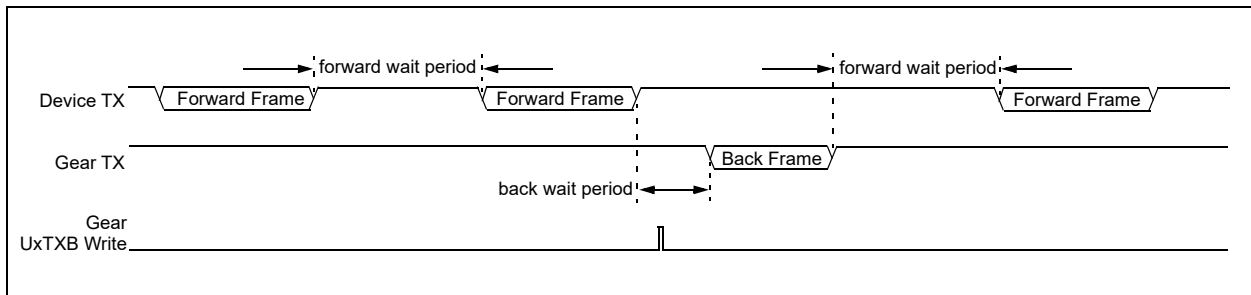 forward wait period
forward wait period
Device TX
Forward Frame
Forward Frame
Forward Frame
Gear TX
Back Frame
back wait period
Gear
UxTXB Write